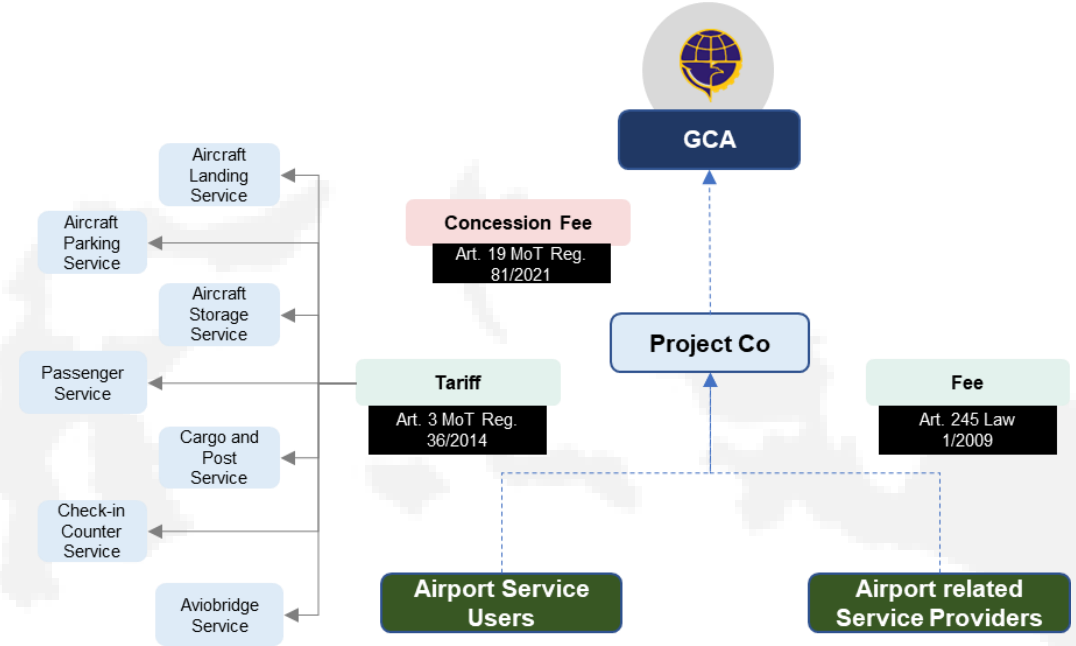 GCA
Aircraft
Landing
Service
Concession Fee
Art. 19 MoT Reg.
81/2021
Aircraft
Parking
Service
Aircraft
Storage
Service
Project Co
Passenger
Service
Tariff
Art. 3 MoT Reg.
36/2014
Fee
Art. 245 Law
1/2009
Cargo and
Post
Service
Check-in
Counter
Service
Aviobridge
Service
Airport Service
Users
Airport related
Service Providers